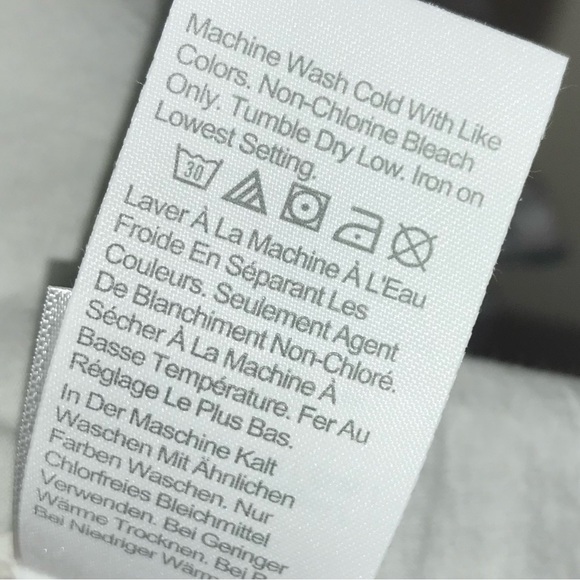 Machine Wash Cold With Like
Colors. Non-Chlorine Bleach
Only. Tumble Dry Low. Iron on
Lowest Setting.
30
Laver À La Machine À L'Eau
Froide En Séparant Les
Couleurs. Seulement Agent
De Blanchiment Non-Chloré.
Sécher À La Machine À
Basse Température. Fer Au
Réglage Le Plus Bas.
In Der Maschine Kalt
Waschen Mit Ähnlichen
Farben Waschen. Nur
Chlorfreies Bleichmittel
Verwenden. Bei Geringer
Wärme Trocknen. Bei
Bei Niedriger